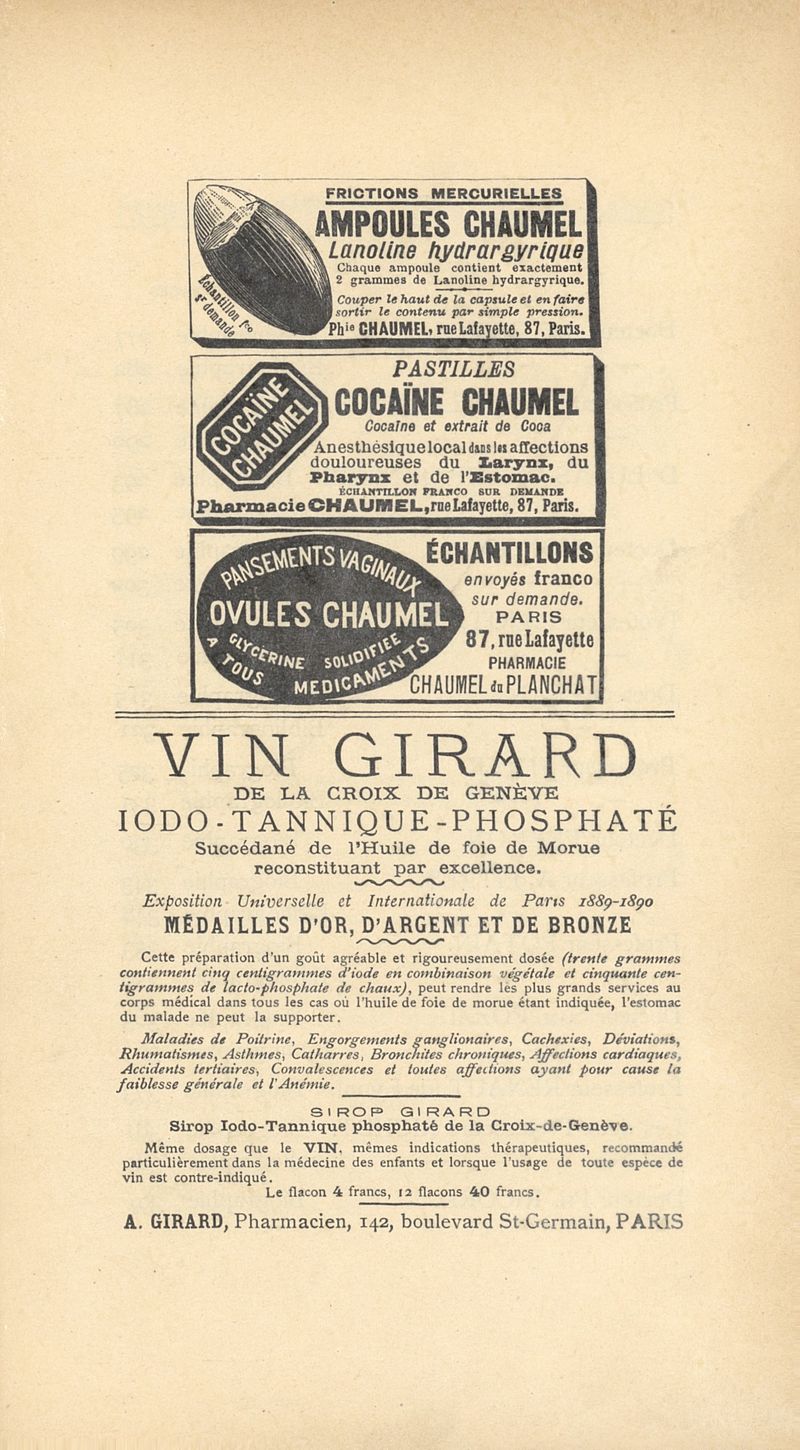 FRICTIONS MERCURIELLES
AMPOULES CHAUMEL
Lanoline hydrargyrique
Chaque ampoule contient exactement
2 grammes de Lanoline hydrargyrique.
Couper le haut de la capsule et en faire
sortir le contenu par simple pression.
Phie CHAUMEL, rue Lafayette, 87, Paris.
Échantillon fco
sr demande
PASTILLES
COCAÏNE CHAUMEL
Cocaïne et extrait de Coca
Anesthésique local dans les affections
douloureuses du Larynx, du
Pharynx et de l'Estomac.
ÉCHANTILLON FRANCO SUR DEMANDE
Pharmacie CHAUMEL, rue Lafayette, 87, Paris.
COCAÏNE
CHAUMEL
PANSEMENTS VAGINAUX
OVULES CHAUMEL
GLYCERINE SOLIDIFIEE
A TOUS MEDICAMENTS
ÉCHANTILLONS
envoyés franco
sur demande.
PARIS
87, rue Lafayette
PHARMACIE
CHAUMEL du PLANCHAT
VIN GIRARD
DE LA CROIX DE GENÈVE
IODO-TANNIQUE-PHOSPHATÉ
Succédané de l'Huile de foie de Morue
reconstituant par excellence.
Exposition Universelle et Internationale de Paris 1889-1890
MÉDAILLES D'OR, D'ARGENT ET DE BRONZE
Cette préparation d'un goût agréable et rigoureusement dosée (trente grammes
contiennent cinq centigrammes d'iode en combinaison végétale et cinquante cen-
tigrammes de lacto-phosphate de chaux), peut rendre les plus grands services au
corps médical dans tous les cas où l'huile de foie de morue étant indiquée, l'estomac
du malade ne peut la supporter.
Maladies de Poitrine, Engorgements ganglionaires, Cachexies, Déviations,
Rhumatismes, Asthmes, Catharres, Bronchites chroniques, Affections cardiaques,
Accidents tertiaires, Convalescences et toutes affections ayant pour cause la
faiblesse générale et l'Anémie.
SIROP GIRARD
Sirop Iodo-Tannique phosphaté de la Croix-de-Genève.
Même dosage que le VIN, mêmes indications thérapeutiques, recommandé
particulièrement dans la médecine des enfants et lorsque l'usage de toute espèce de
vin est contre-indiqué.
Le flacon 4 francs, 12 flacons 40 francs.
A. GIRARD, Pharmacien, 142, boulevard St-Germain, PARIS